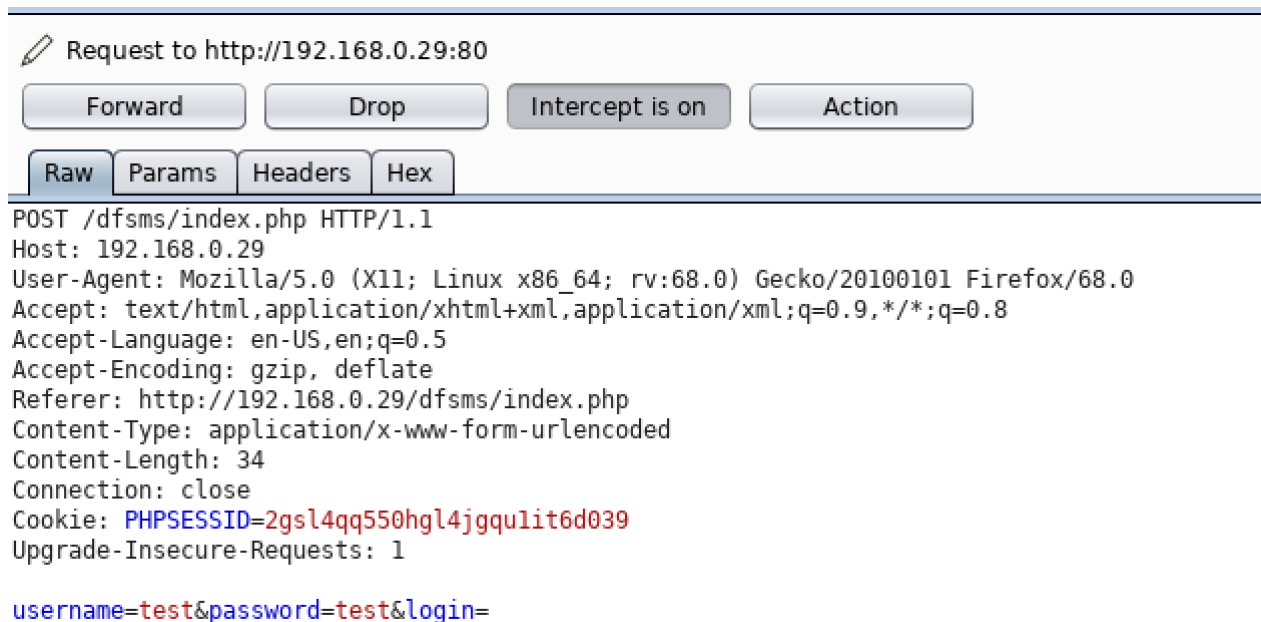 Request to http://192.168.0.29:80
Forward Drop Intercept is on Action
Raw Params Headers Hex
POST /dfsms/index.php HTTP/1.1
Host: 192.168.0.29
User-Agent: Mozilla/5.0 (X11; Linux x86_64; rv:68.0) Gecko/20100101 Firefox/68.0
Accept: text/html,application/xhtml+xml,application/xml;q=0.9,*/*;q=0.8
Accept-Language: en-US,en;q=0.5
Accept-Encoding: gzip, deflate
Referer: http://192.168.0.29/dfsms/index.php
Content-Type: application/x-www-form-urlencoded
Content-Length: 34
Connection: close
Cookie: PHPSESSID=2gsl4qq550hgl4jgqu1it6d039
Upgrade-Insecure-Requests: 1
username=test&password=test&login=